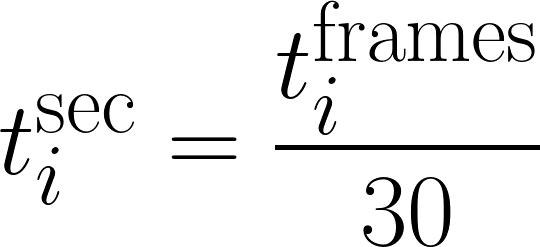 t_i^{sec} = \frac{t_i^{frames}}{30}